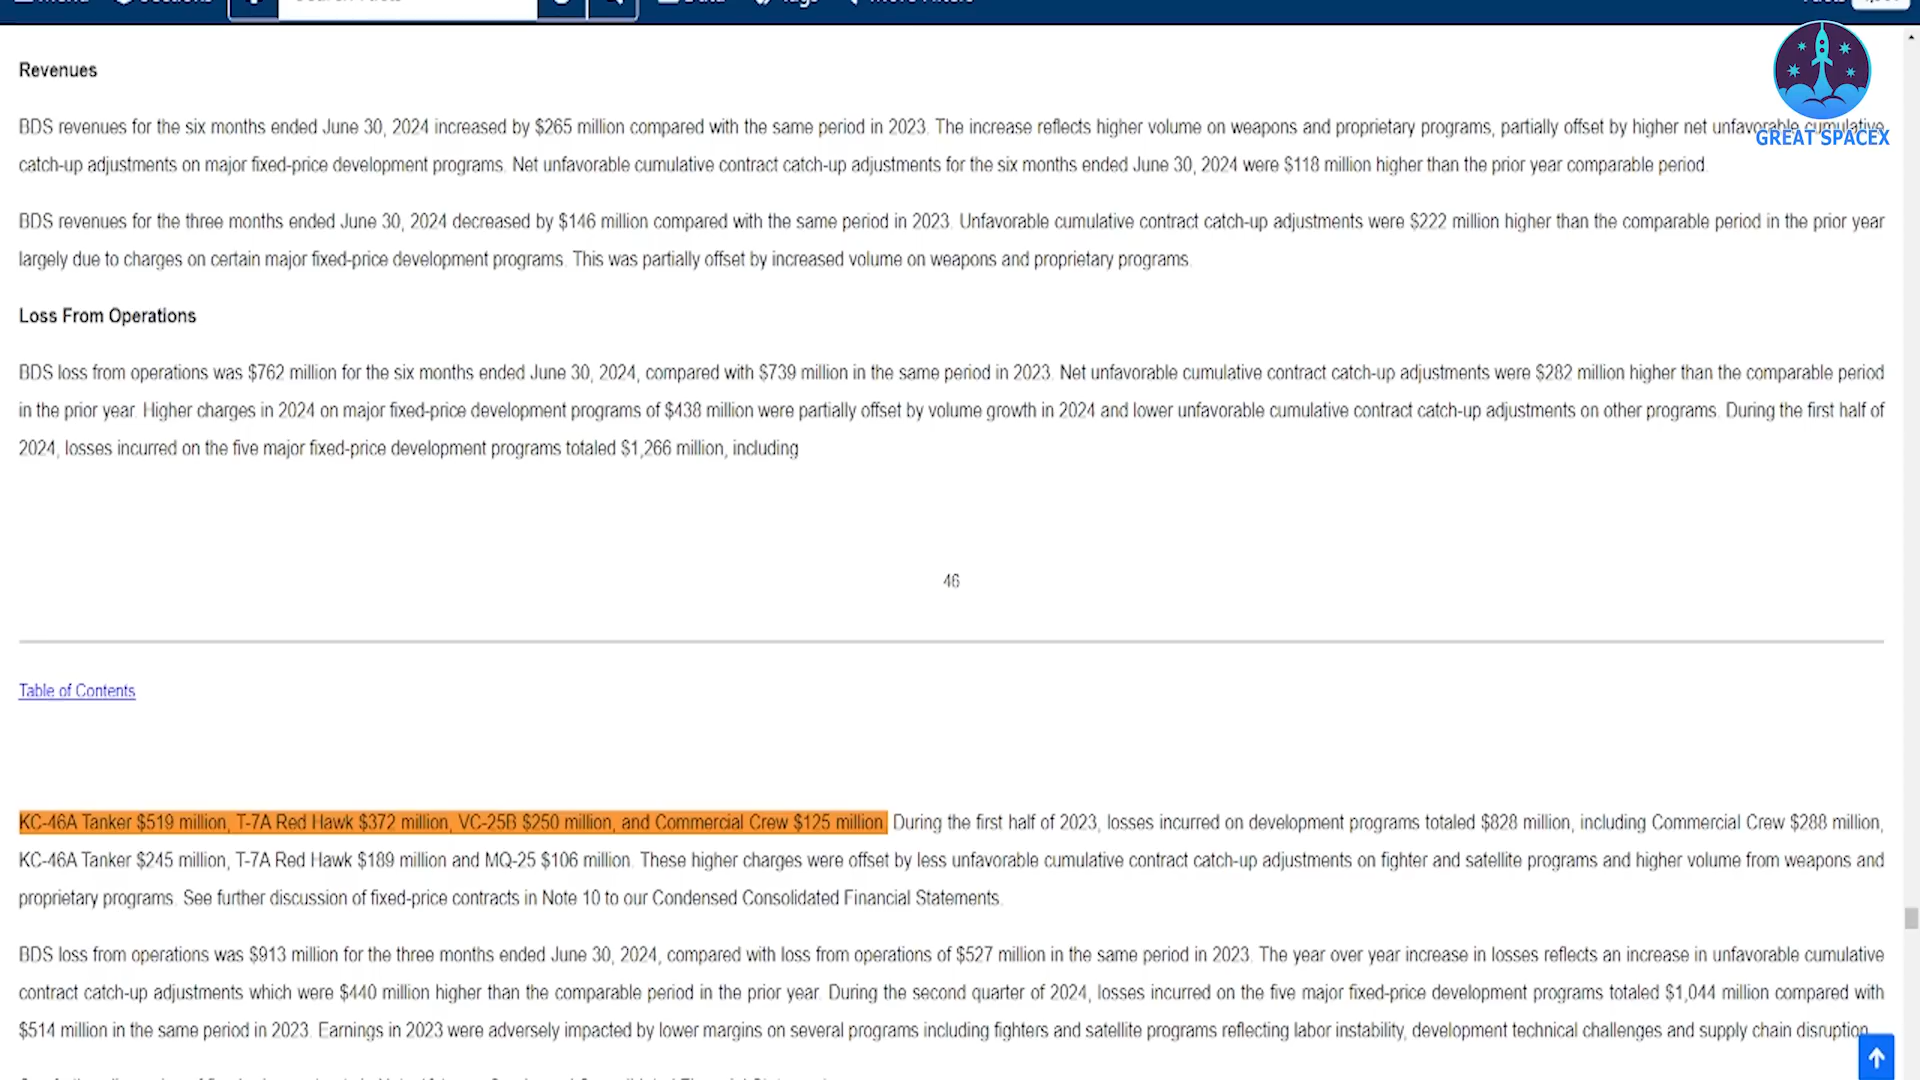 Revenues
GREAT SPACEX
BDS revenues for the six months ended June 30, 2024 increased by $265 million compared with the same period in 2023. The increase reflects higher volume on weapons and proprietary programs, partially offset by higher net unfavorable cumulative
catch-up adjustments on major fixed-price development programs. Net unfavorable cumulative contract catch-up adjustments for the six months ended June 30, 2024 were $118 million higher than the prior year comparable period.
BDS revenues for the three months ended June 30, 2024 decreased by $146 million compared with the same period in 2023. Unfavorable cumulative contract catch-up adjustments were $222 million higher than the comparable period in the prior year
largely due to charges on certain major fixed-price development programs. This was partially offset by increased volume on weapons and proprietary programs.
Loss From Operations
BDS loss from operations was $762 million for the six months ended June 30, 2024, compared with $739 million in the same period in 2023. Net unfavorable cumulative contract catch-up adjustments were $282 million higher than the comparable period
in the prior year. Higher charges in 2024 on major fixed-price development programs of $438 million were partially offset by volume growth in 2024 and lower unfavorable cumulative contract catch-up adjustments on other programs. During the first half of
2024, losses incurred on the five major fixed-price development programs totaled $1,266 million, including
46
Table of Contents
KC-46A Tanker $519 million, T-7A Red Hawk $372 million, VC-25B $250 million, and Commercial Crew $125 million. During the first half of 2023, losses incurred on development programs totaled $828 million, including Commercial Crew $288 million,
KC-46A Tanker $245 million, T-7A Red Hawk $189 million and MQ-25 $106 million. These higher charges were offset by less unfavorable cumulative contract catch-up adjustments on fighter and satellite programs and higher volume from weapons and
proprietary programs. See further discussion of fixed-price contracts in Note 10 to our Condensed Consolidated Financial Statements.
BDS loss from operations was $913 million for the three months ended June 30, 2024, compared with loss from operations of $527 million in the same period in 2023. The year over year increase in losses reflects an increase in unfavorable cumulative
contract catch-up adjustments which were $440 million higher than the comparable period in the prior year. During the second quarter of 2024, losses incurred on the five major fixed-price development programs totaled $1,044 million compared with
$514 million in the same period in 2023. Earnings in 2023 were adversely impacted by lower margins on several programs including fighters and satellite programs reflecting labor instability, development technical challenges and supply chain disruption.